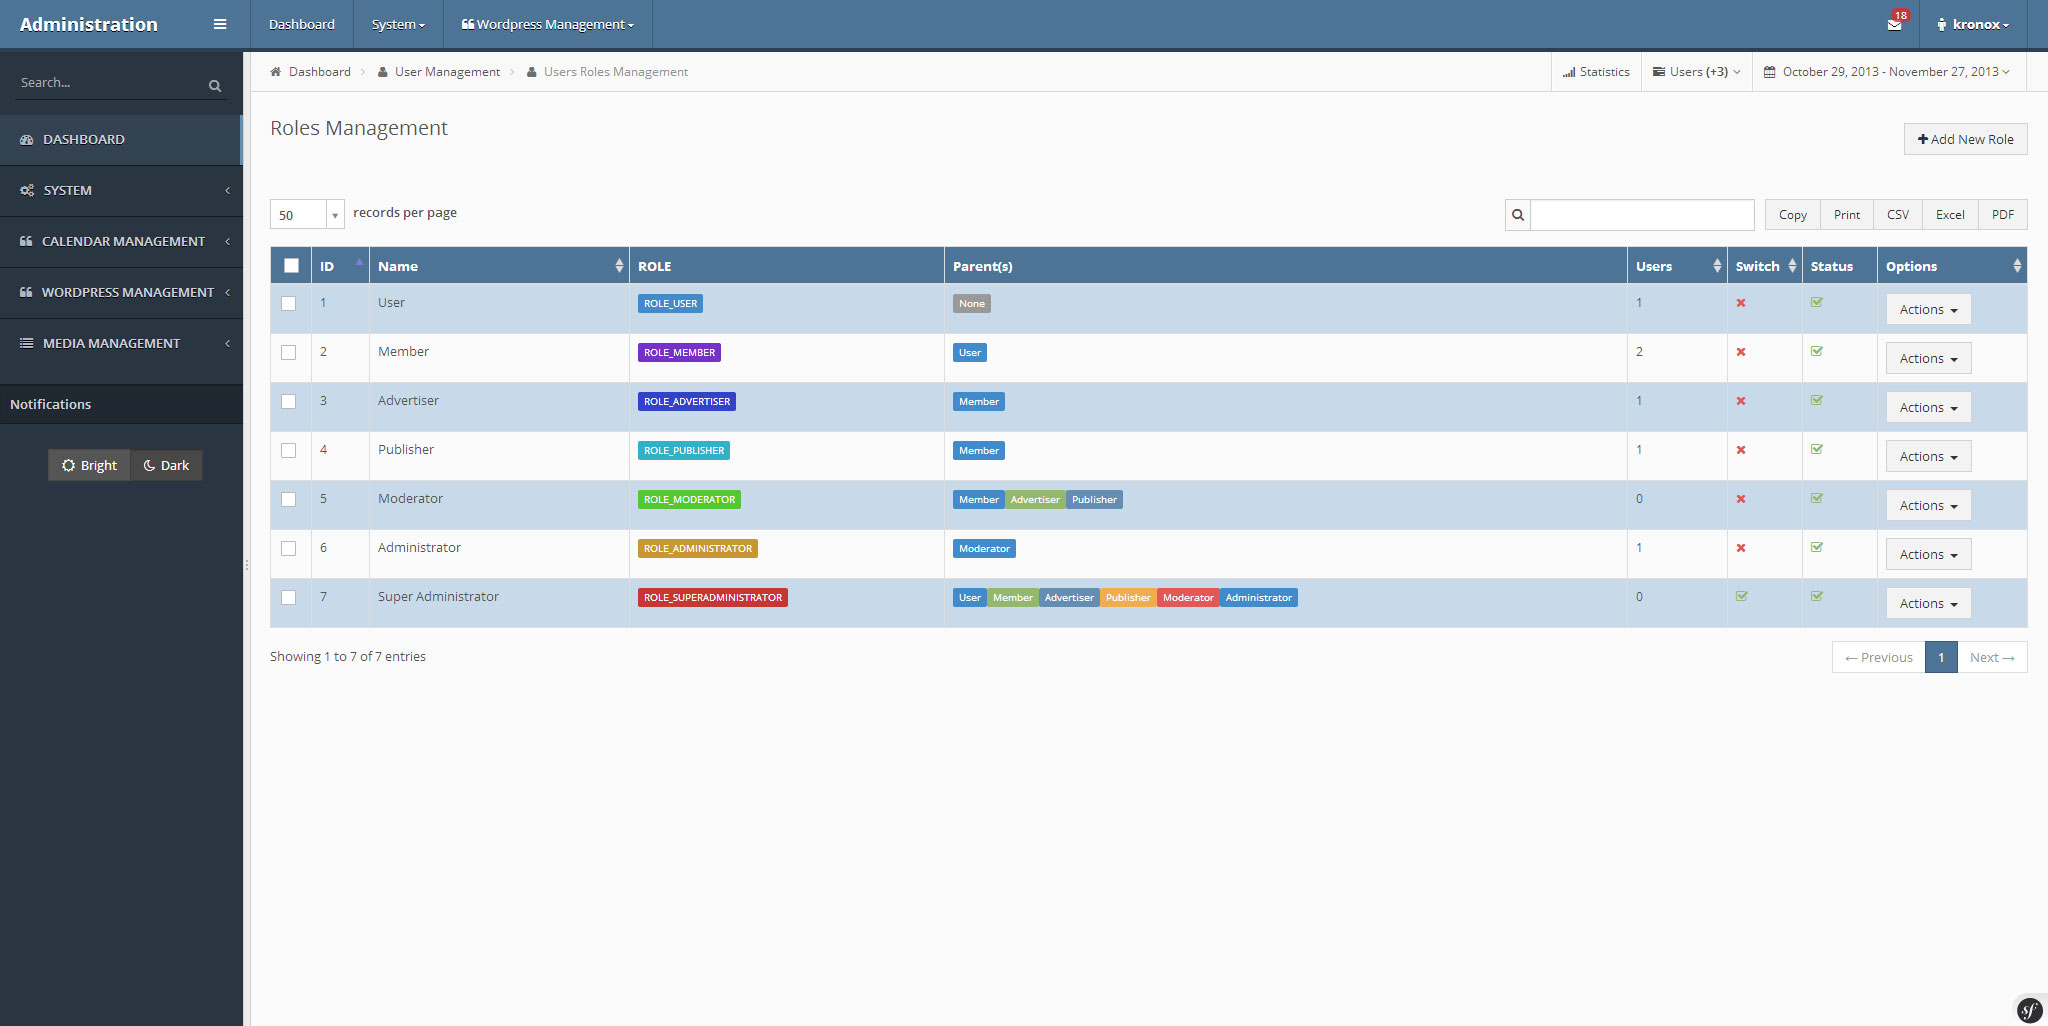 Administration
Dashboard
System
Wordpress Management
18
kronox
Search...
DASHBOARD
SYSTEM
CALENDAR MANAGEMENT
WORDPRESS MANAGEMENT
MEDIA MANAGEMENT
Notifications
Bright Dark
Dashboard User Management Users Roles Management
Statistics
Users (+3)
October 29, 2013 - November 27, 2013
Roles Management
Add New Role
50 records per page
Copy Print CSV Excel PDF
ID Name ROLE Parent(s) Users Switch Status Options
1 User ROLE_USER None 1 Actions
2 Member ROLE_MEMBER User 2 Actions
3 Advertiser ROLE_ADVERTISER Member 1 Actions
4 Publisher ROLE_PUBLISHER Member 1 Actions
5 Moderator ROLE_MODERATOR Member Advertiser Publisher 0 Actions
6 Administrator ROLE_ADMINISTRATOR Moderator 1 Actions
7 Super Administrator ROLE_SUPERADMINISTRATOR User Member Advertiser Publisher Moderator Administrator 0 Actions
Showing 1 to 7 of 7 entries
← Previous 1 Next →
sf